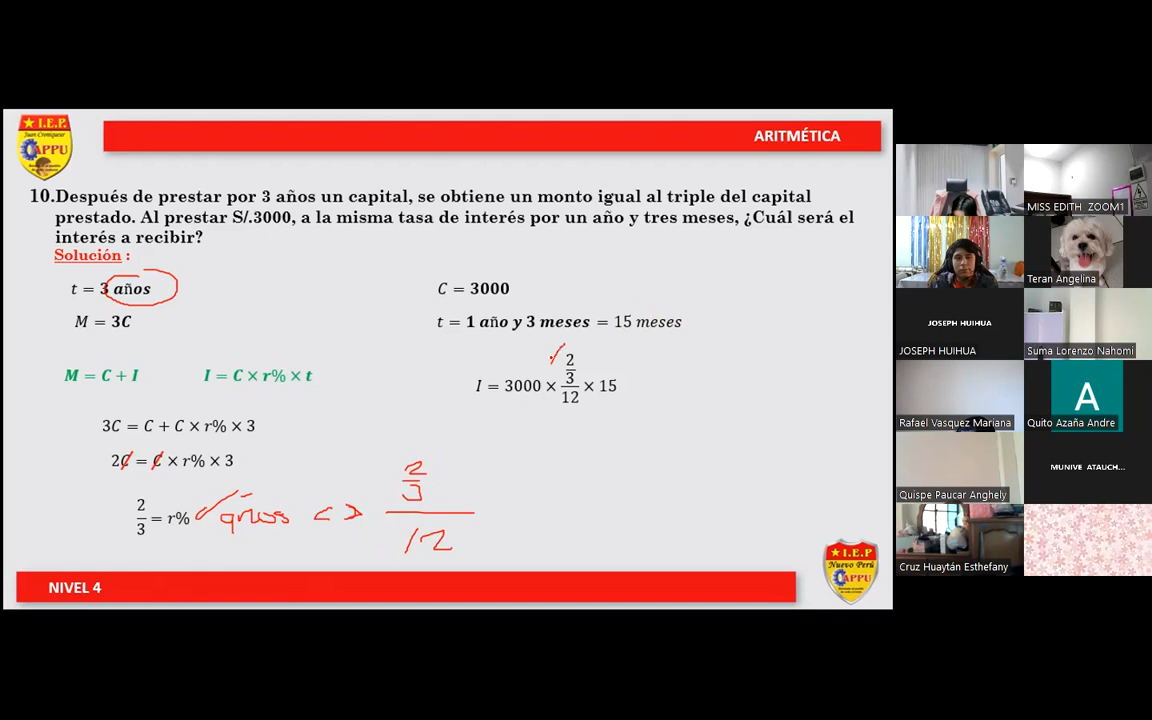 I.E.P.
Juan Croniqueur
CAPPU
ARITMÉTICA
10.Después de prestar por 3 años un capital, se obtiene un monto igual al triple del capital
prestado. Al prestar S/.3000, a la misma tasa de interés por un año y tres meses, ¿Cuál será el
interés a recibir?
Solución :
t = 3 años
C = 3000
M = 3C
t = 1 año y 3 meses = 15 meses
M = C + I
I = C × r% × t
I = 3000 × 2/3/12 × 15
3C = C + C × r% × 3
2C = C × r% × 3
2/3 = r%
años <> 2/3/12
NIVEL 4
I.E.P
Nuevo Perú
CAPPU
MISS EDITH ZOOM1
Teran Angelina
JOSEPH HUIHUA
JOSEPH HUIHUA
Suma Lorenzo Nahomi
Rafael Vasquez Mariana
A
Quito Azaña Andre
Quispe Paucar Anghely
MUNIVE ATAUCH...
Cruz Huaytán Esthefany